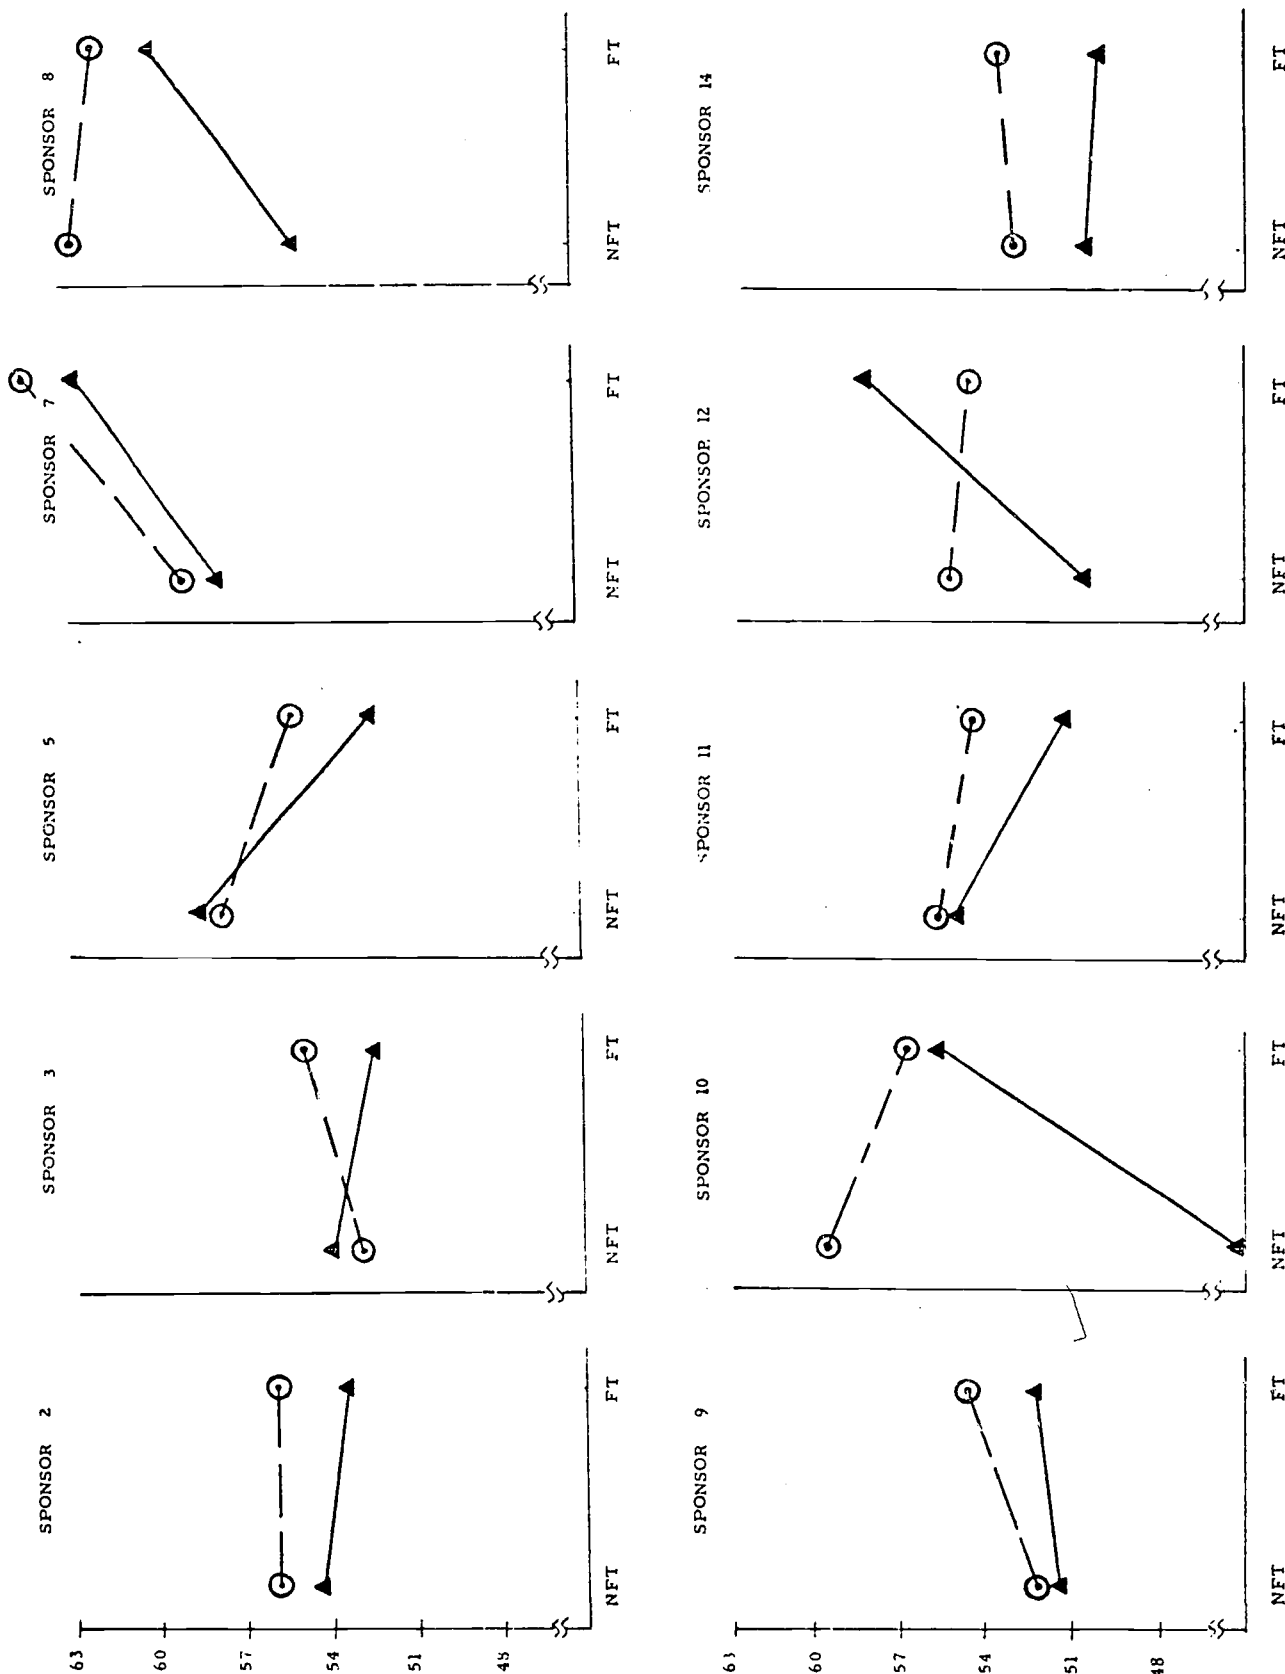 SPONSOR 2
SPONSOR 3
SPONSOR 5
SPONSOR 7
SPONSOR 8
63
60
57
54
51
45
NFT FT
NFT FT
NFT FT
NFT FT
NFT FT
SPONSOR 9
SPONSOR 10
SPONSOR 11
SPONSOR 12
SPONSOR 14
63
60
57
54
51
48
NFT FT
NFT FT
NFT FT
NFT FT
NFT FT